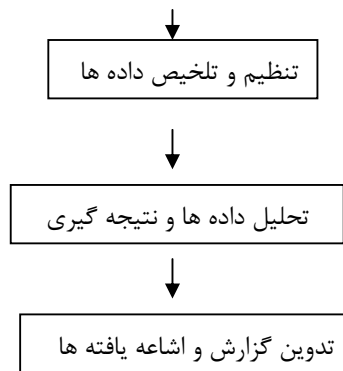 تنظیم و تلخیص داده ها
تحلیل داده ها و نتیجه گیری
تدوین گزارش و اشاعه یافته ها